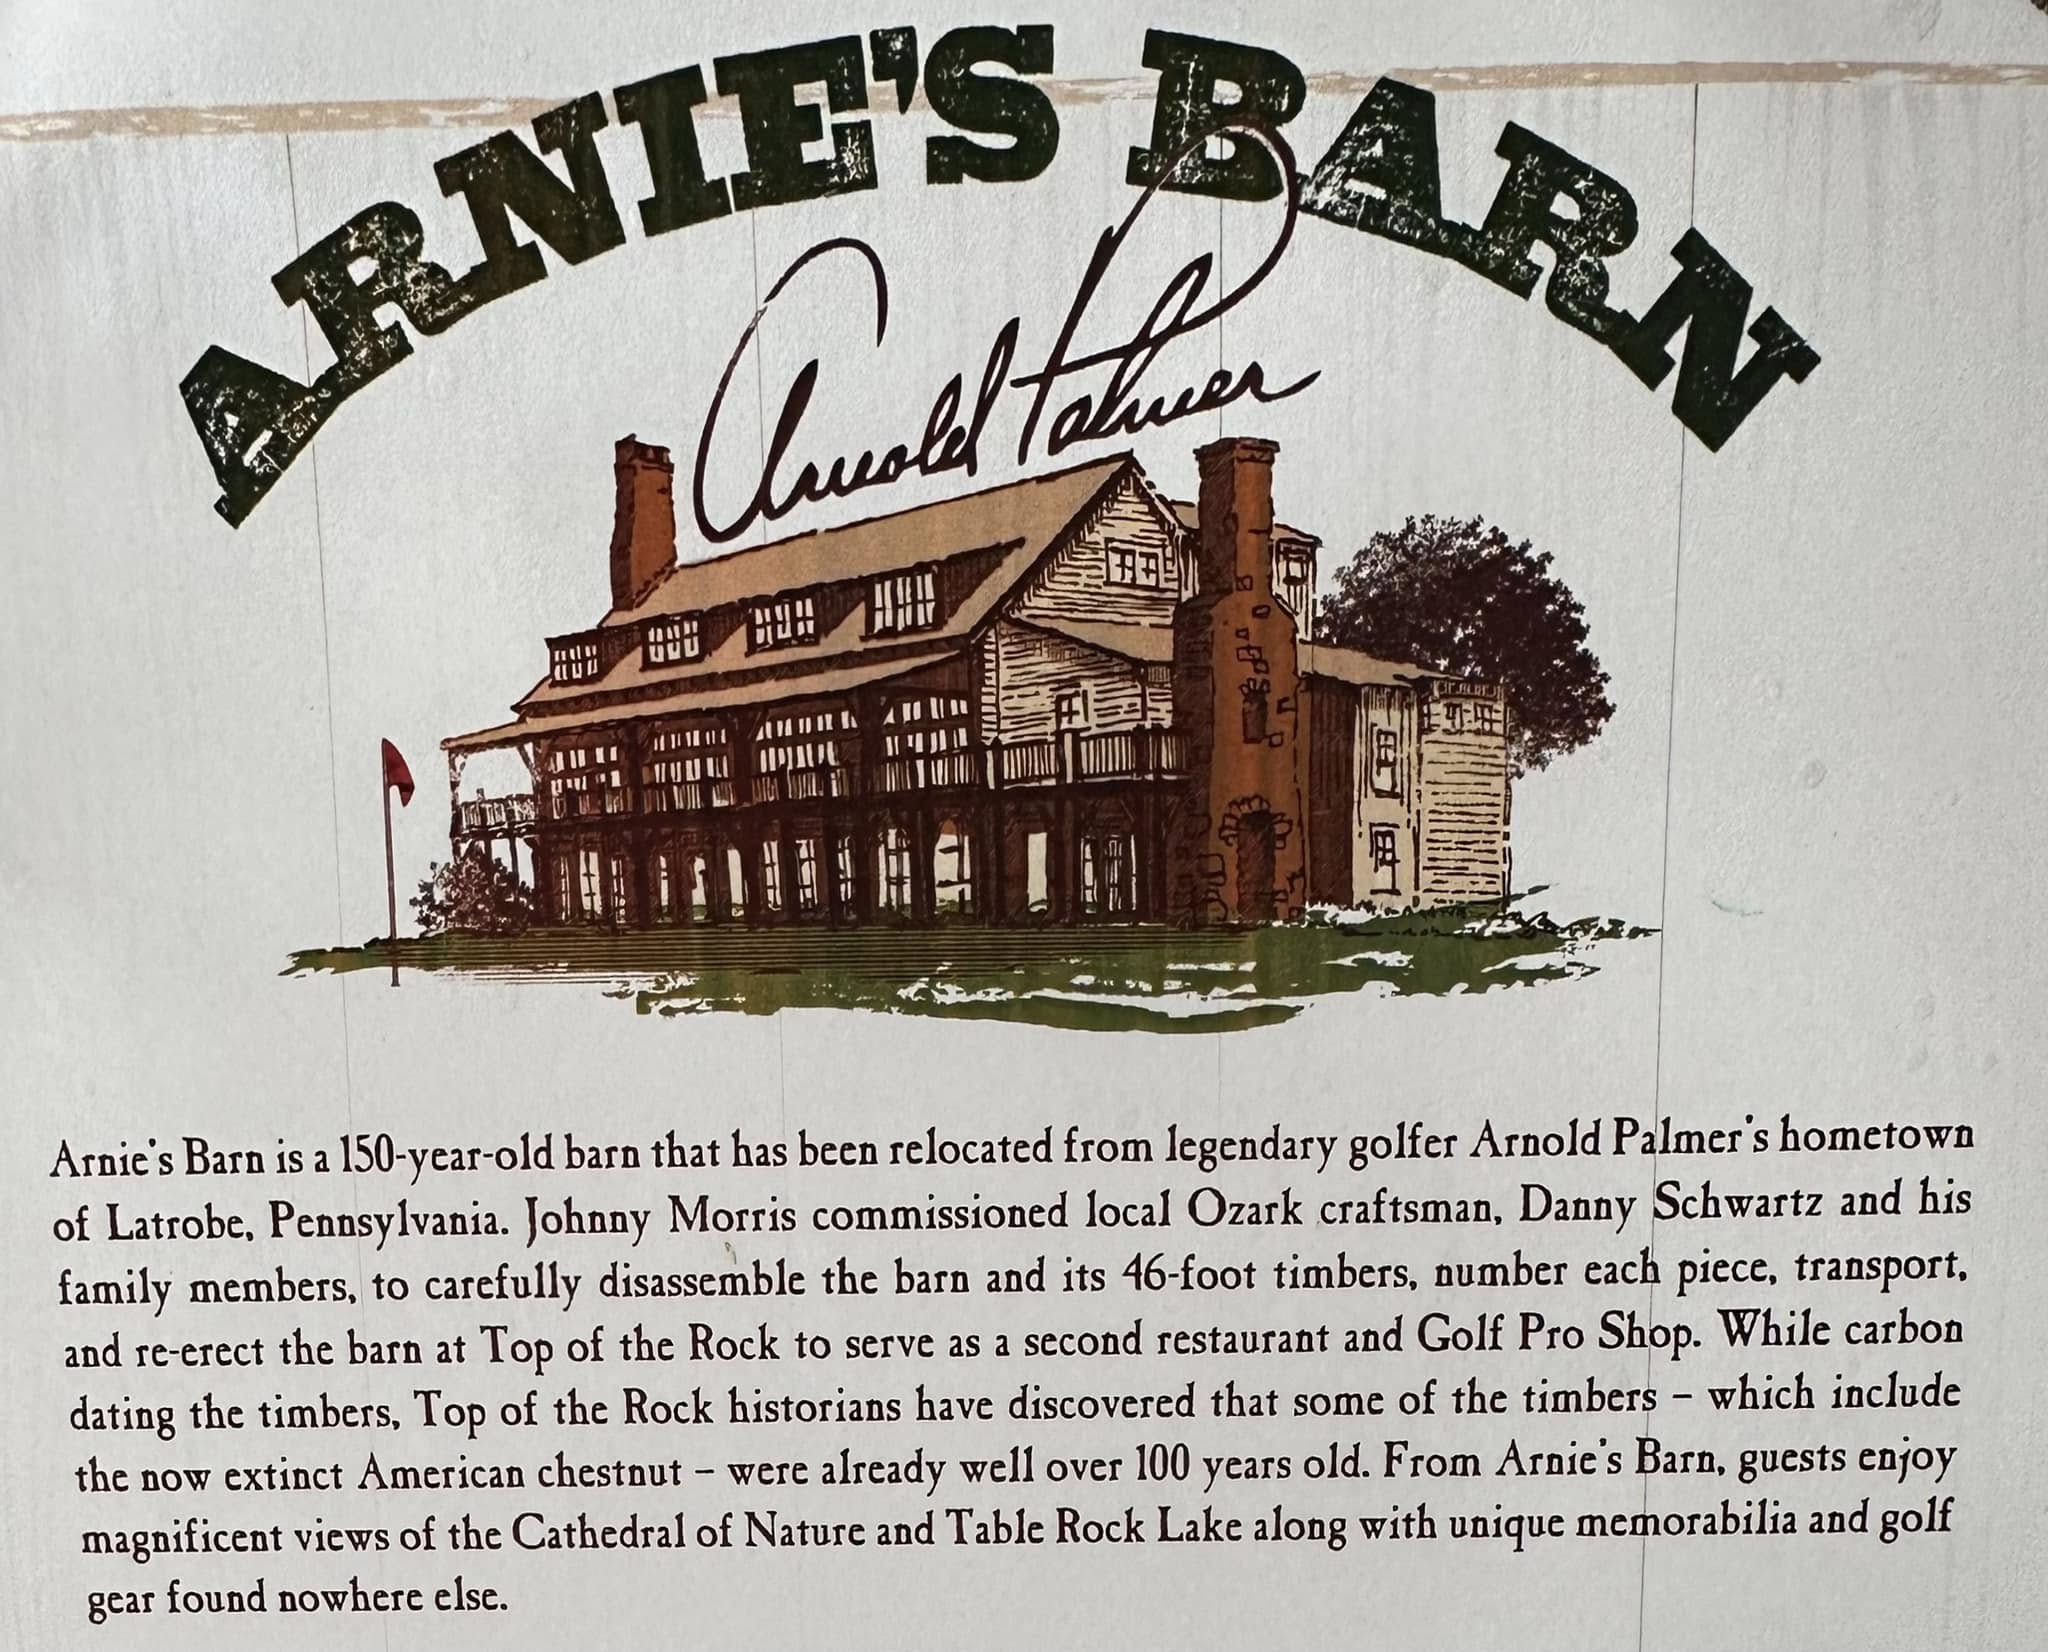 ARNIE'S BARN
Arnold Palmer
Arnie's Barn is a 150-year-old barn that has been relocated from legendary golfer Arnold Palmer's hometown
of Latrobe, Pennsylvania. Johnny Morris commissioned local Ozark craftsman, Danny Schwartz and his
family members, to carefully disassemble the barn and its 46-foot timbers, number each piece, transport,
and re-erect the barn at Top of the Rock to serve as a second restaurant and Golf Pro Shop. While carbon
dating the timbers, Top of the Rock historians have discovered that some of the timbers – which include
the now extinct American chestnut – were already well over 100 years old. From Arnie's Barn, guests enjoy
magnificent views of the Cathedral of Nature and Table Rock Lake along with unique memorabilia and golf
gear found nowhere else.